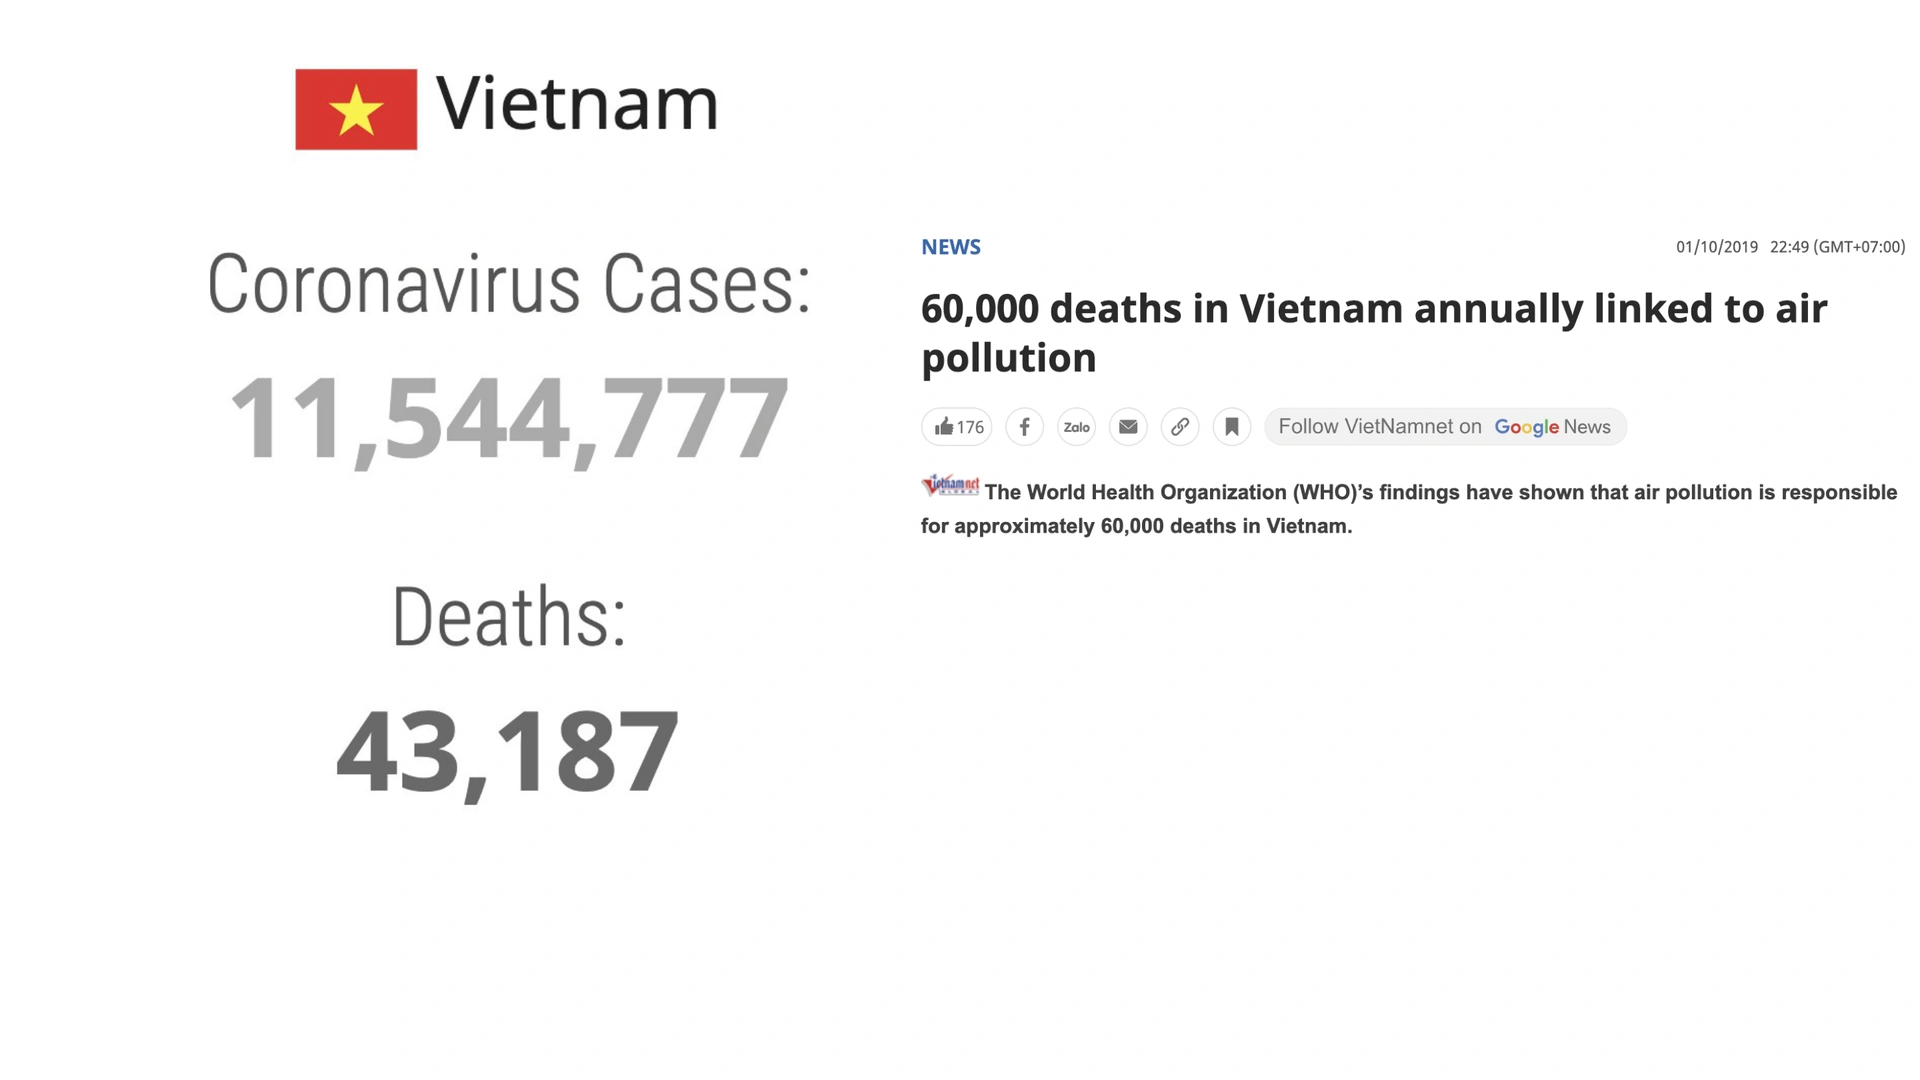 Vietnam
Coronavirus Cases:
11,544,777
Deaths:
43,187
NEWS
01/10/2019 22:49 (GMT+07:00)
60,000 deaths in Vietnam annually linked to air
pollution
176
Zalo
Follow VietNamnet on Google News
Vietnamnet GLOBAL The World Health Organization (WHO)’s findings have shown that air pollution is responsible
for approximately 60,000 deaths in Vietnam.